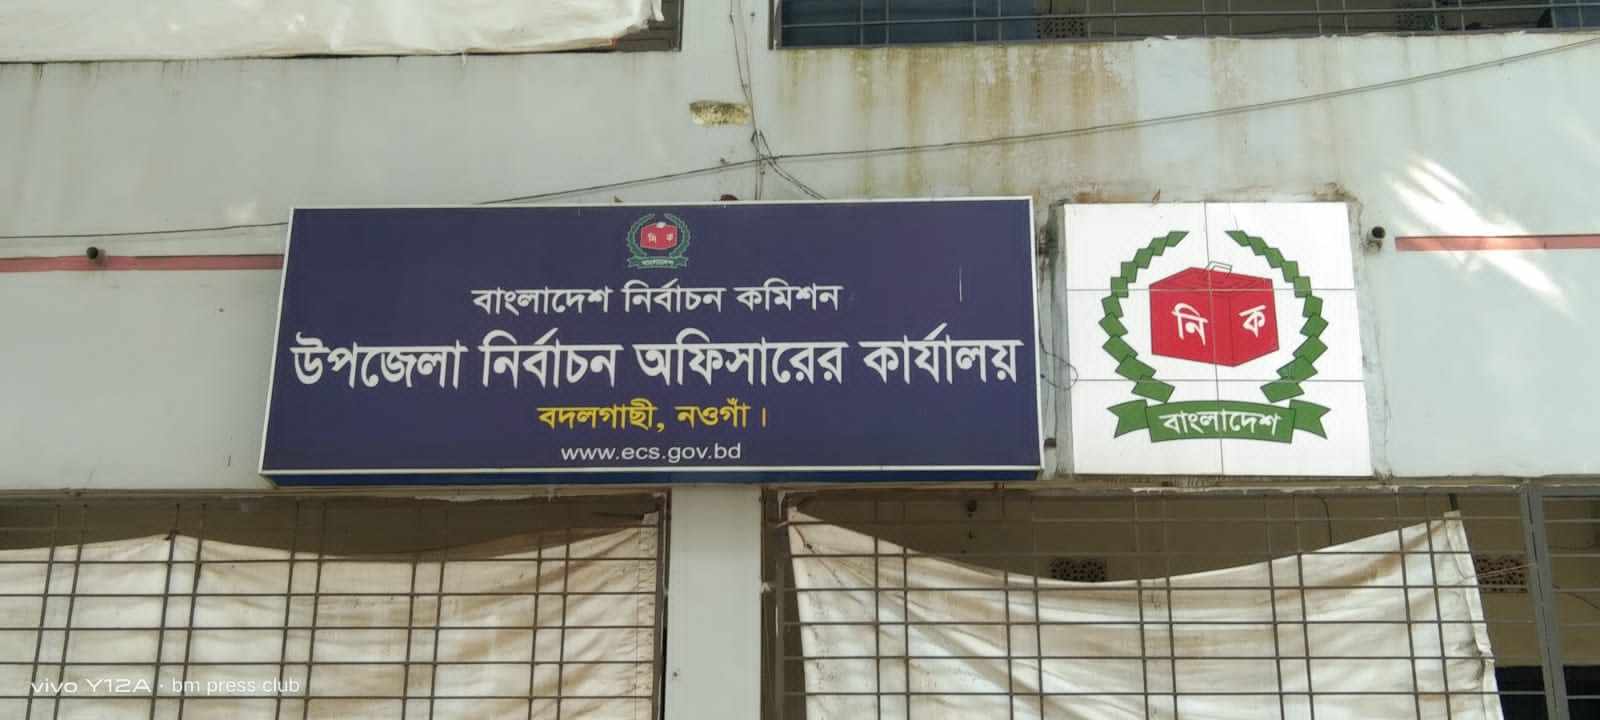 নি ক
বাংলাদেশ
বাংলাদেশ নির্বাচন কমিশন
উপজেলা নির্বাচন অফিসারের কার্যালয়
বদলগাছী, নওগাঁ।
www.ecs.gov.bd
নি ক
বাংলাদেশ
vivo Y12A · bm press club